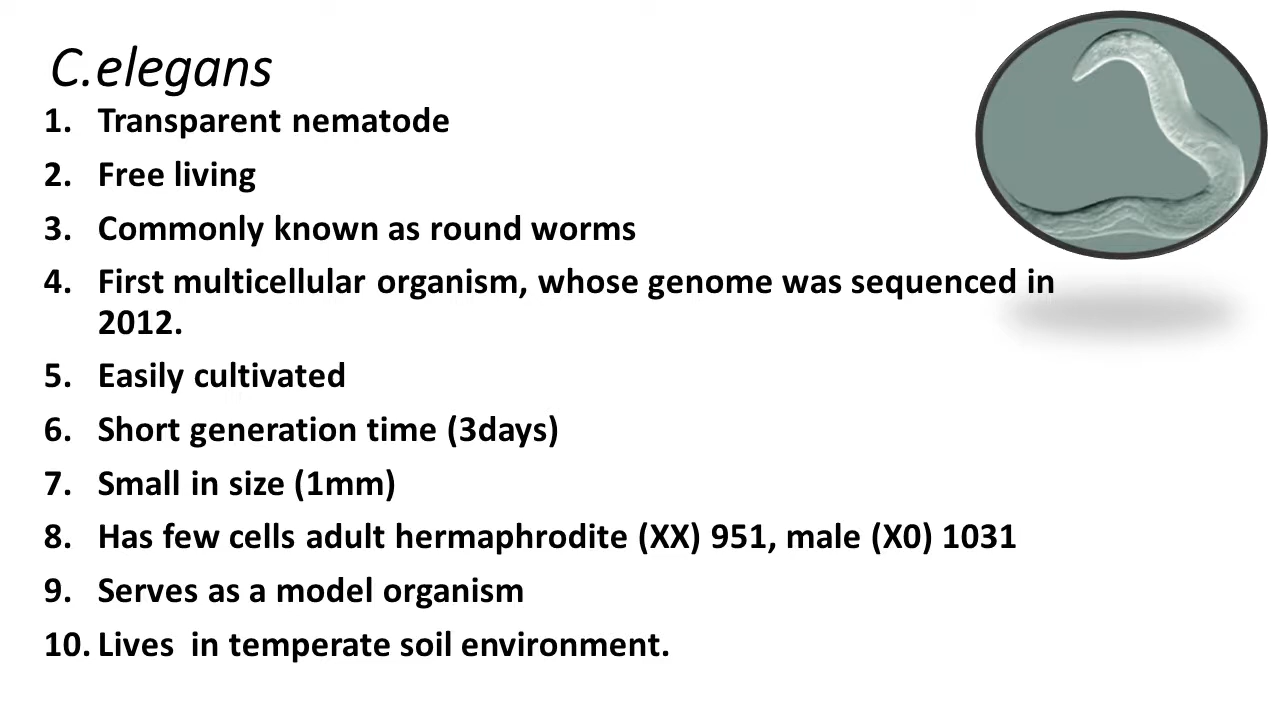 C.elegans
1. Transparent nematode
2. Free living
3. Commonly known as round worms
4. First multicellular organism, whose genome was sequenced in
2012.
5. Easily cultivated
6. Short generation time (3days)
7. Small in size (1mm)
8. Has few cells adult hermaphrodite (XX) 951, male (X0) 1031
9. Serves as a model organism
10. Lives in temperate soil environment.